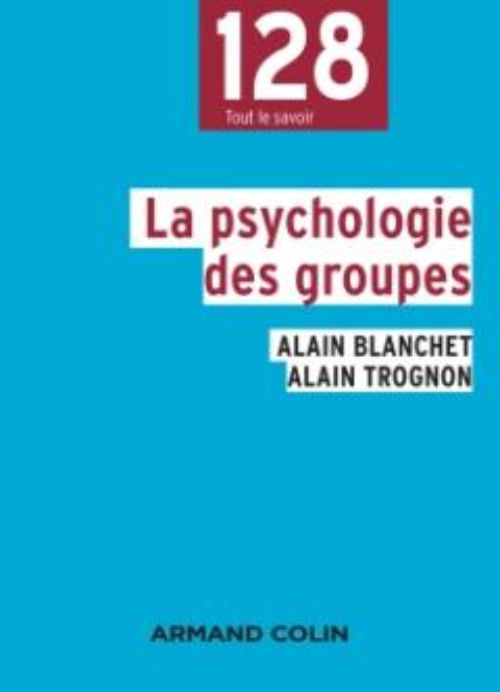 128
Tout le savoir
La psychologie
des groupes
ALAIN BLANCHET
ALAIN TROGNON
ARMAND COLIN